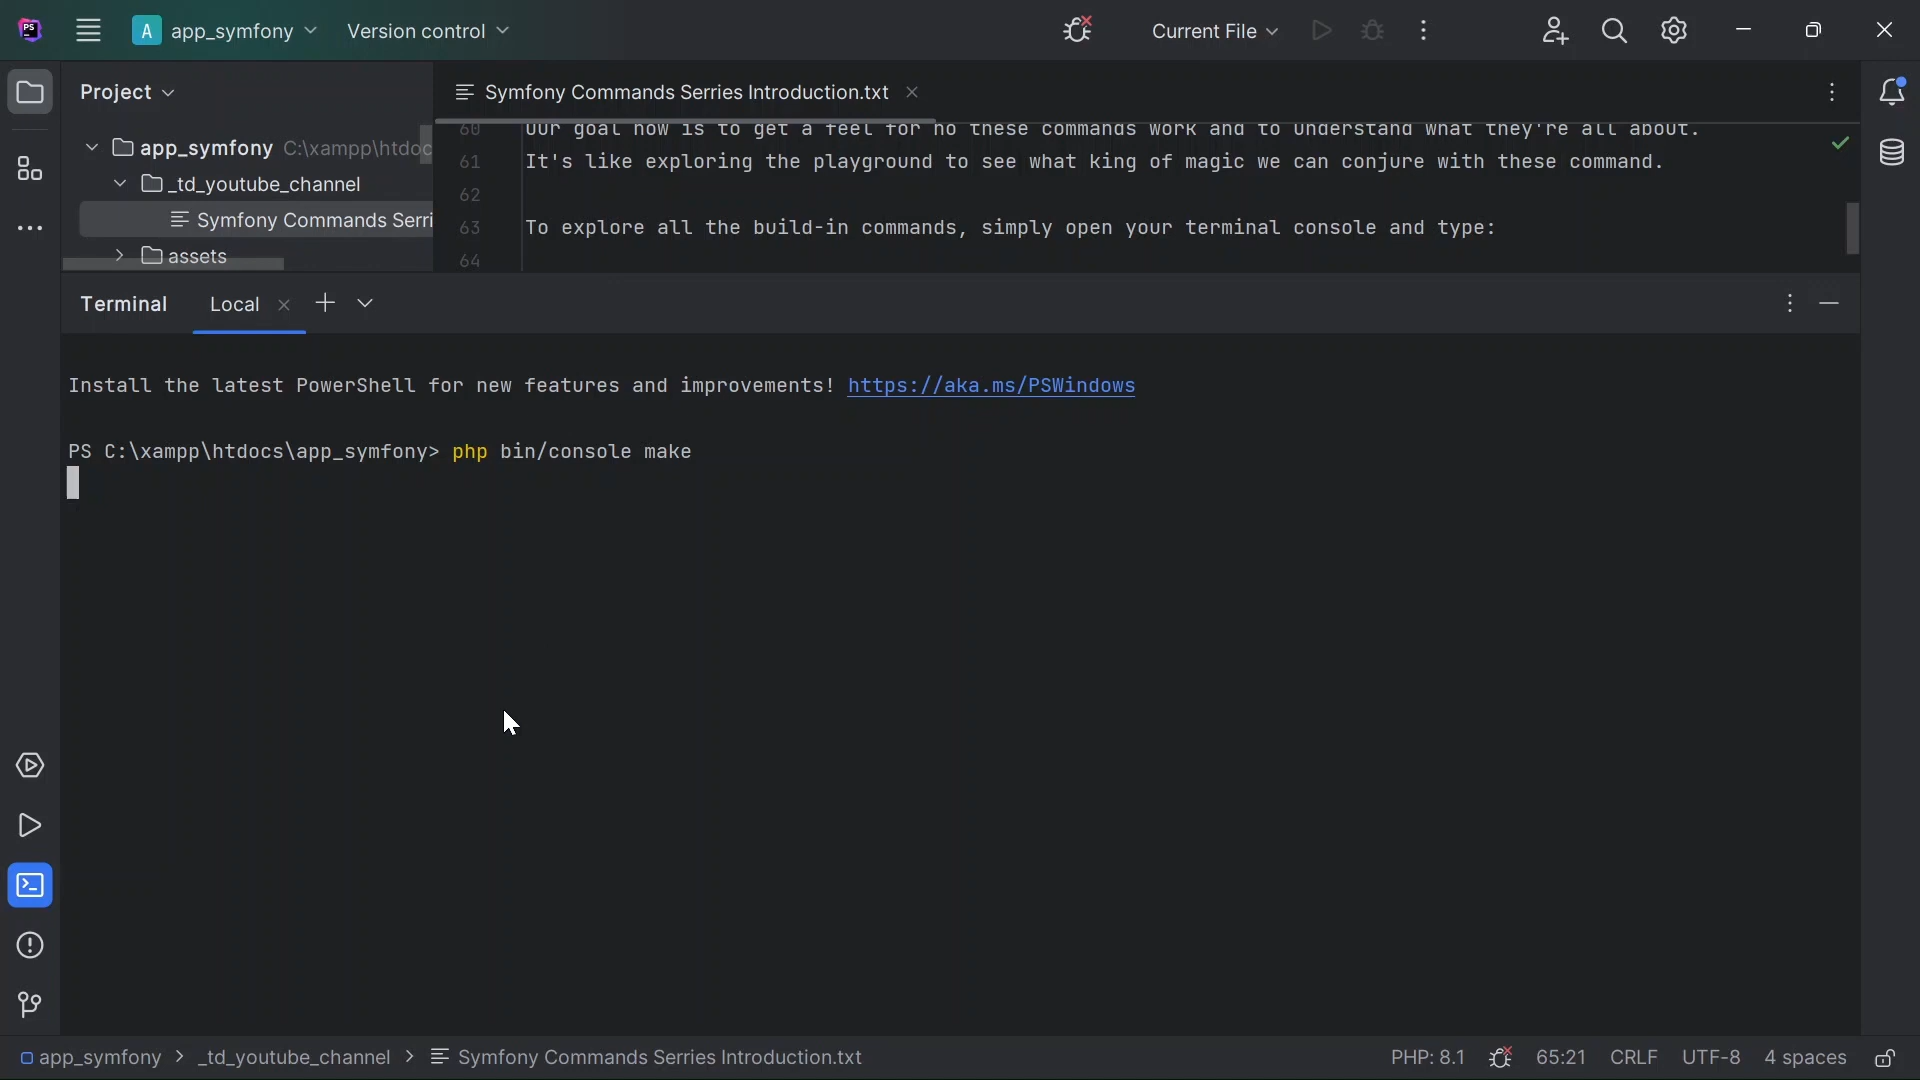 PS
A app_symfony Version control Current File
Project
Symfony Commands Serries Introduction.txt
app_symfony C:\xampp\htdoc
_td_youtube_channel
Symfony Commands Serri
assets
60 Our goal now is to get a feel for ho these commands work and to understand what they're all about.
61 It's like exploring the playground to see what king of magic we can conjure with these command.
62
63 To explore all the build-in commands, simply open your terminal console and type:
64
Terminal Local
Install the latest PowerShell for new features and improvements! https://aka.ms/PSWindows
PS C:\xampp\htdocs\app_symfony> php bin/console make
app_symfony > _td_youtube_channel > Symfony Commands Serries Introduction.txt PHP: 8.1 65:21 CRLF UTF-8 4 spaces